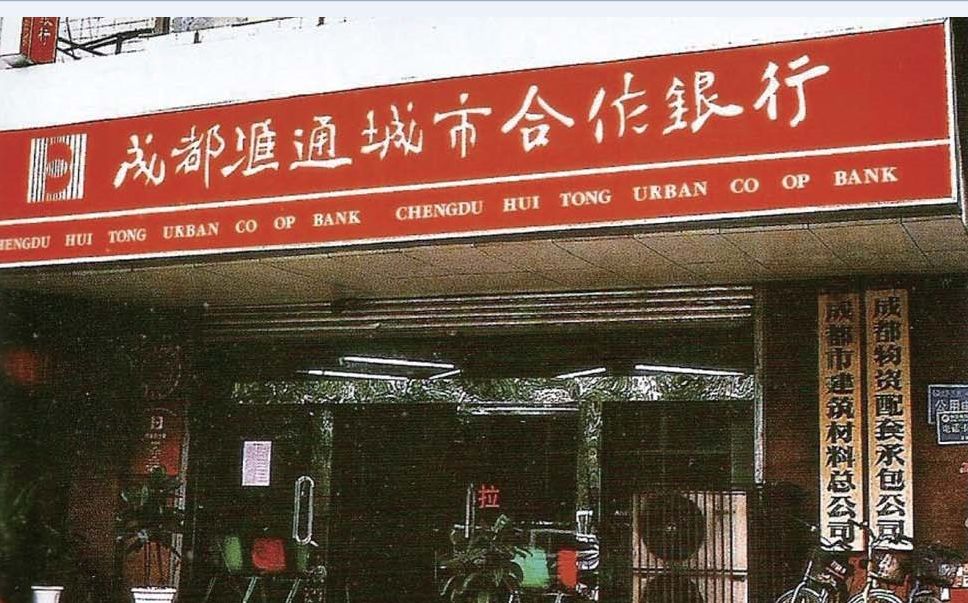 成都滙通城市合作銀行
CHENGDU HUI TONG URBAN CO OP BANK CHENGDU HUI TONG URBAN CO OP BANK
成都市建筑材料总公司
成都物资配套承包公司
拉